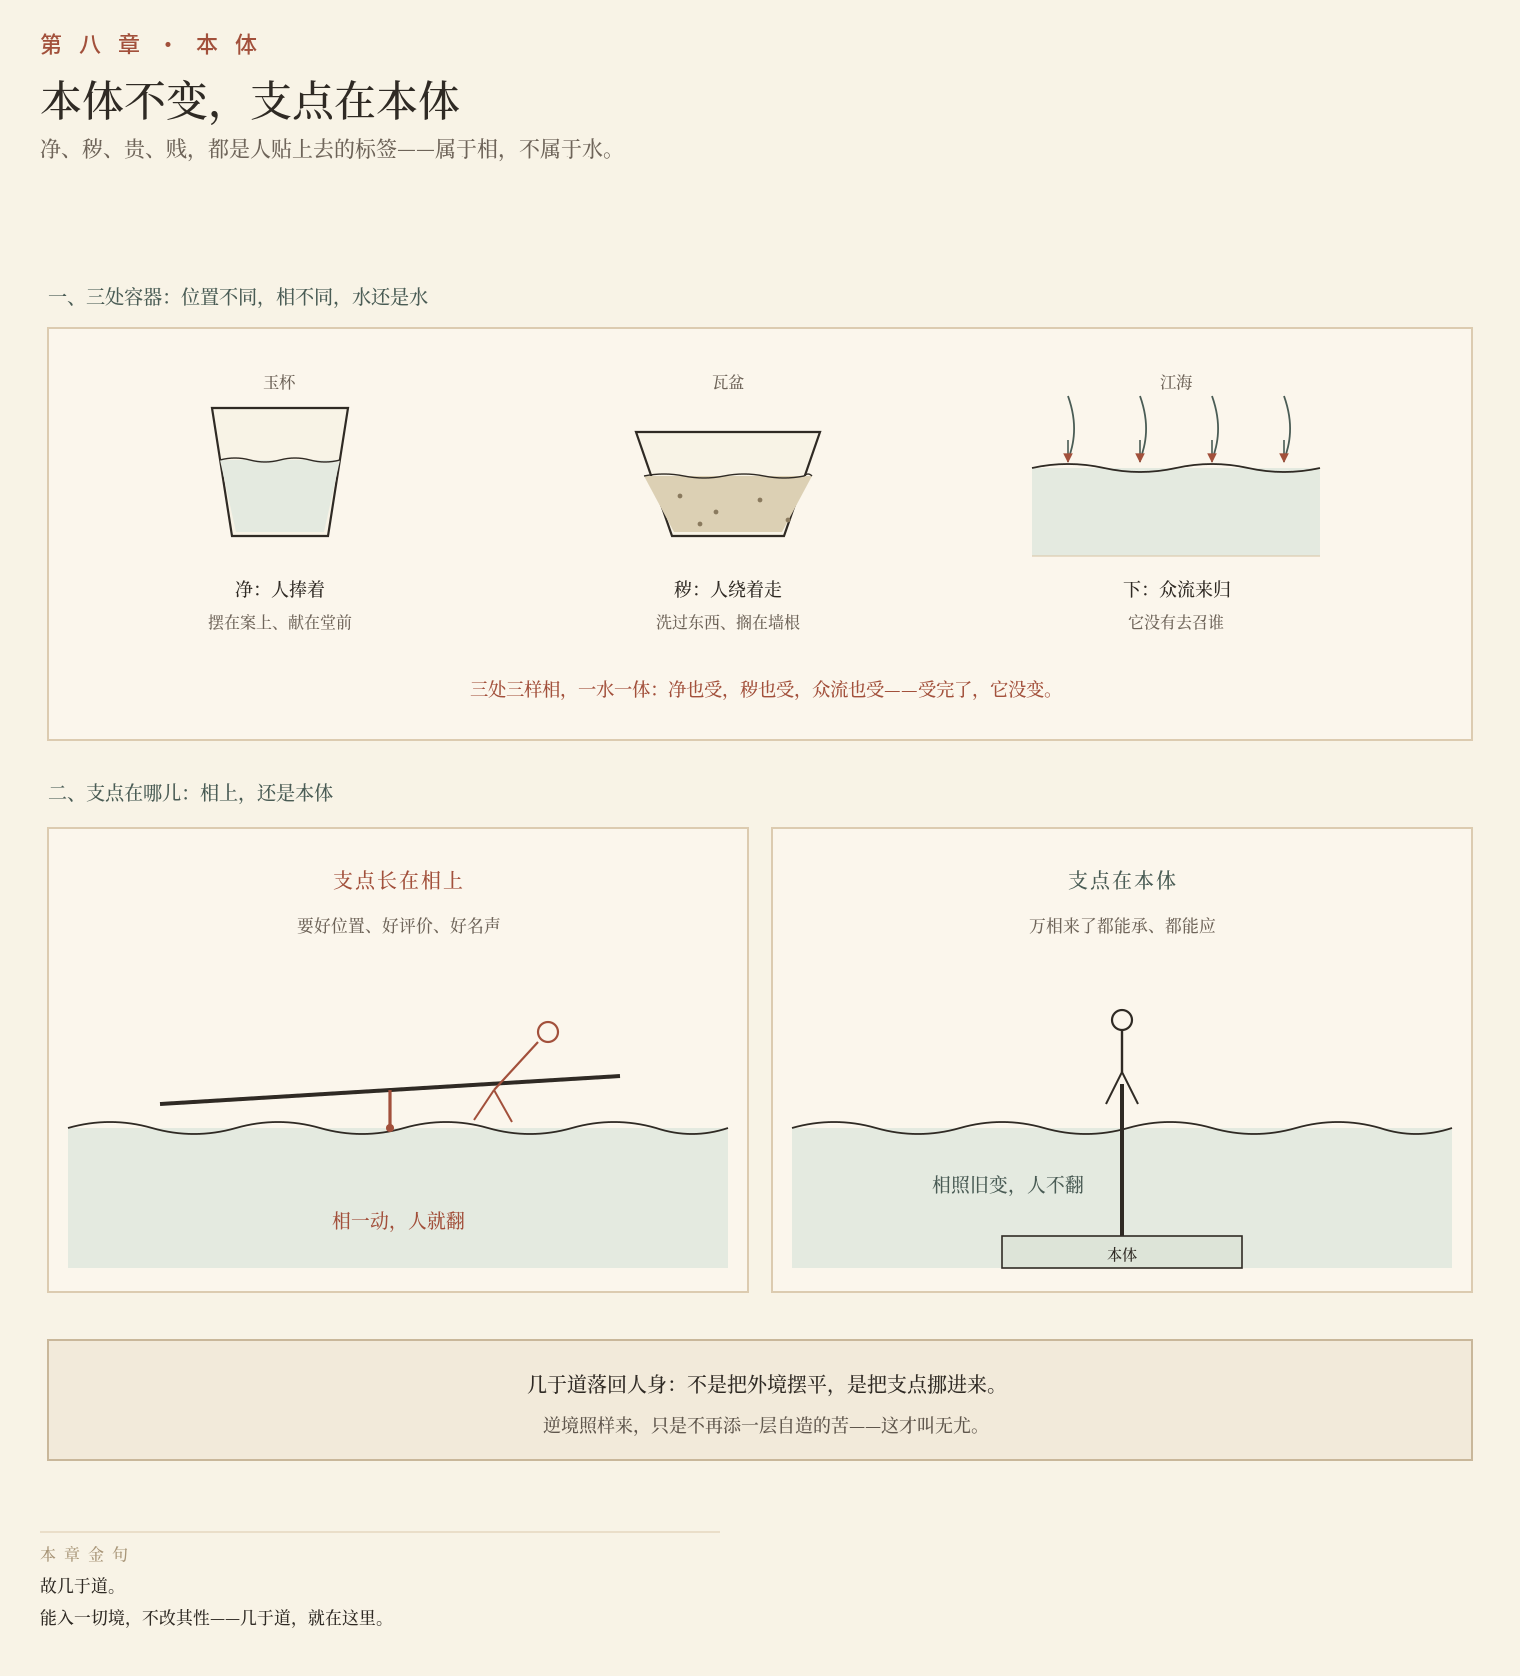 第八章・本体
本体不变，支点在本体
净、秽、贵、贱，都是人贴上去的标签——属于相，不属于水。
一、三处容器：位置不同，相不同，水还是水
玉杯
瓦盆
江海
净：人捧着
秽：人绕着走
下：众流来归
摆在案上、献在堂前
洗过东西、搁在墙根
它没有去召谁
三处三样相，一水一体：净也受，秽也受，众流也受——受完了，它没变。
二、支点在哪儿：相上，还是本体
支点长在相上
要好位置、好评价、好名声
相一动，人就翻
支点在本体
万相来了都能承、都能应
相照旧变，人不翻
本体
几于道落回人身：不是把外境摆平，是把支点挪进来。
逆境照样来，只是不再添一层自造的苦——这才叫无尤。
本章金句
故几于道。
能入一切境，不改其性——几于道，就在这里。